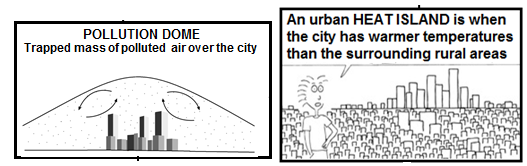 POLLUTION DOME
Trapped mass of polluted air over the city
An urban HEAT ISLAND is when
the city has warmer temperatures
than the surrounding rural areas